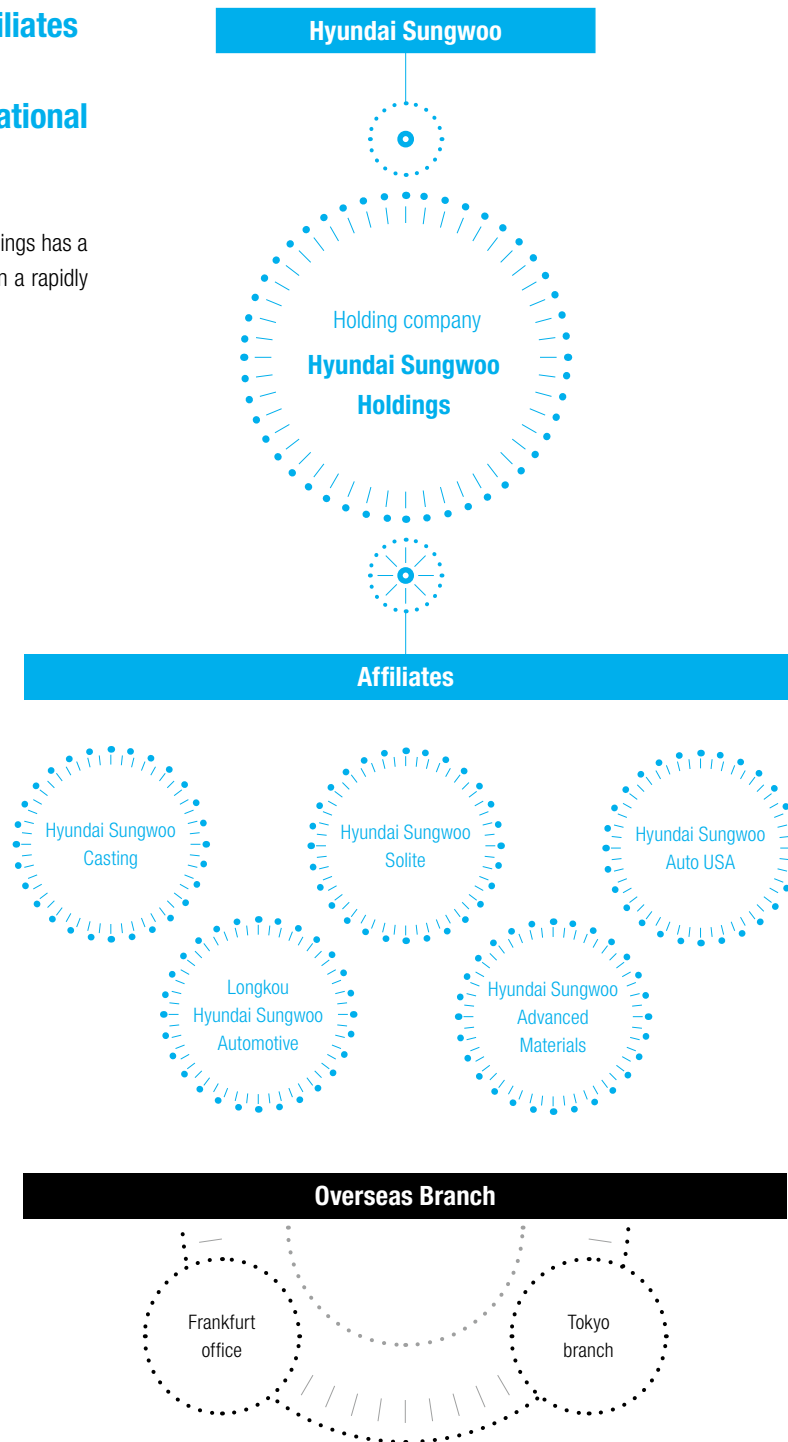 iliates
ational
ings has a
n a rapidly
Hyundai Sungwoo
Holding company
Hyundai Sungwoo
Holdings
Affiliates
Hyundai Sungwoo
Casting
Hyundai Sungwoo
Solite
Hyundai Sungwoo
Auto USA
Longkou
Hyundai Sungwoo
Automotive
Hyundai Sungwoo
Advanced
Materials
Overseas Branch
Frankfurt
office
Tokyo
branch